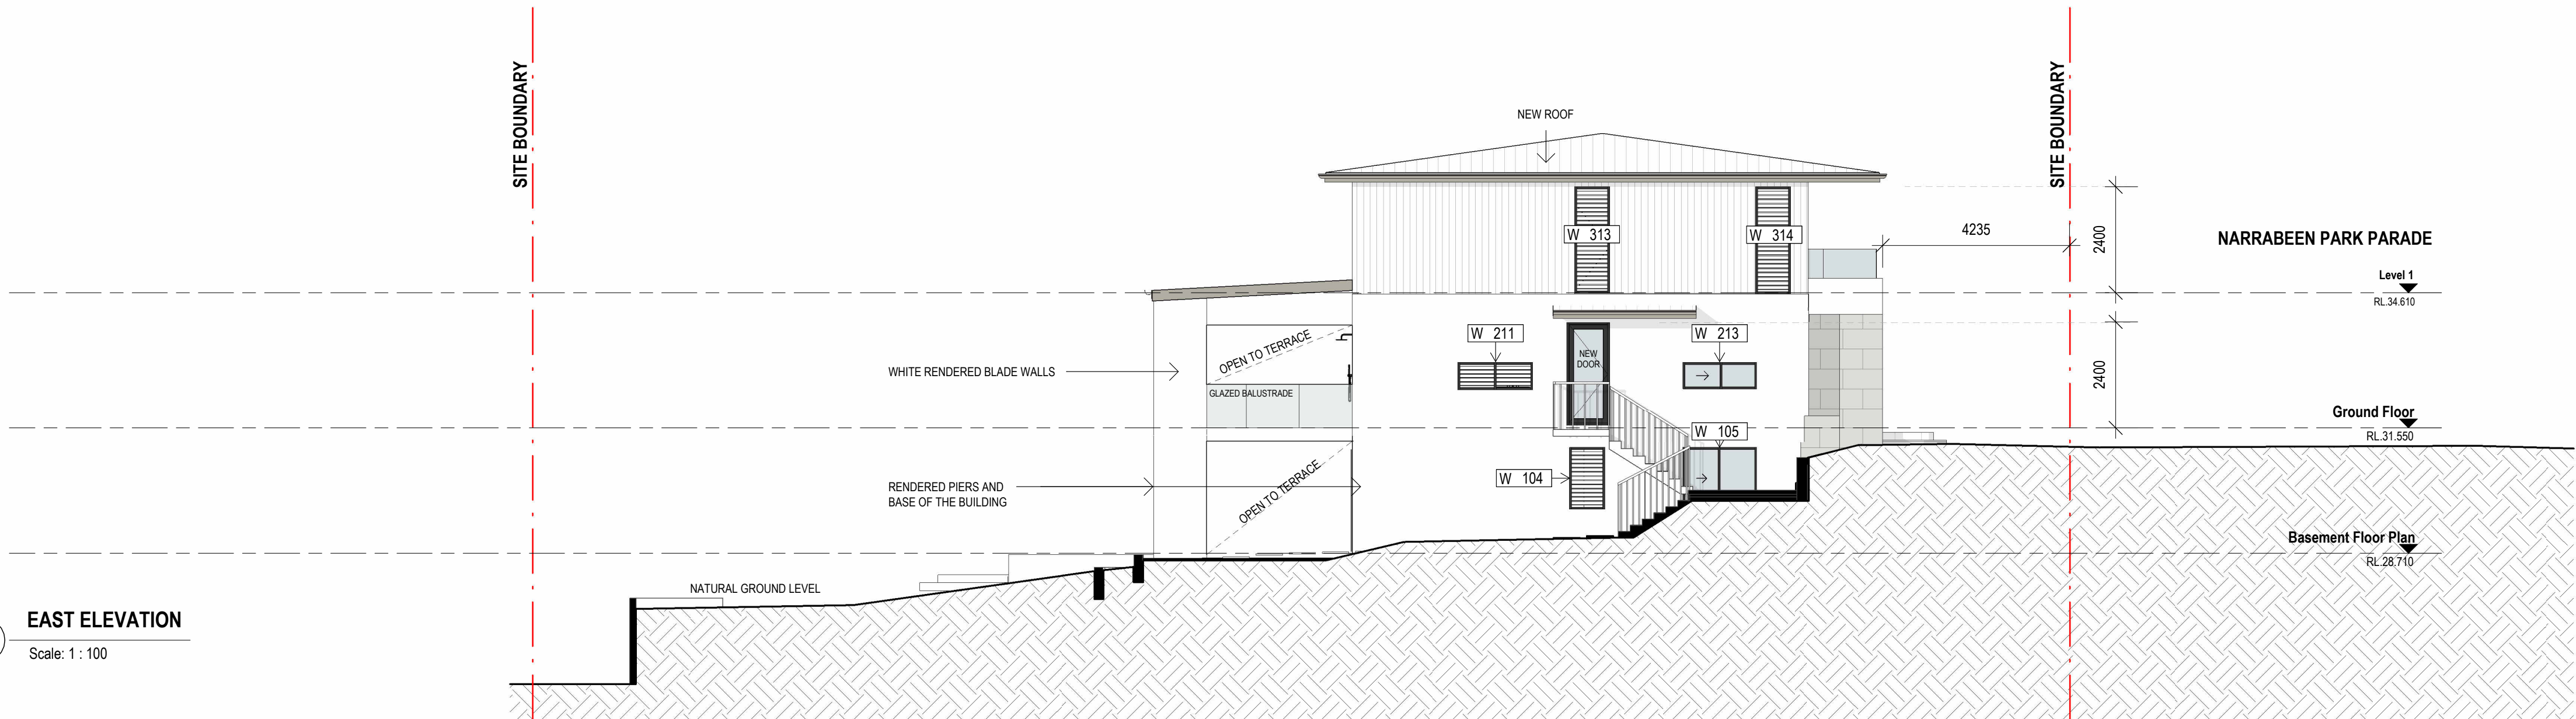 SITE BOUNDARY
SITE BOUNDARY
NEW ROOF
W 313
W 314
4235
2400
NARRABEEN PARK PARADE
Level 1
RL.34.610
W 211
W 213
OPEN TO TERRACE
NEW
DOOR
WHITE RENDERED BLADE WALLS
2400
GLAZED BALUSTRADE
Ground Floor
RL.31.550
W 105
W 104
RENDERED PIERS AND
BASE OF THE BUILDING
OPEN TO TERRACE
Basement Floor Plan
RL.28.710
NATURAL GROUND LEVEL
EAST ELEVATION
Scale: 1 : 100